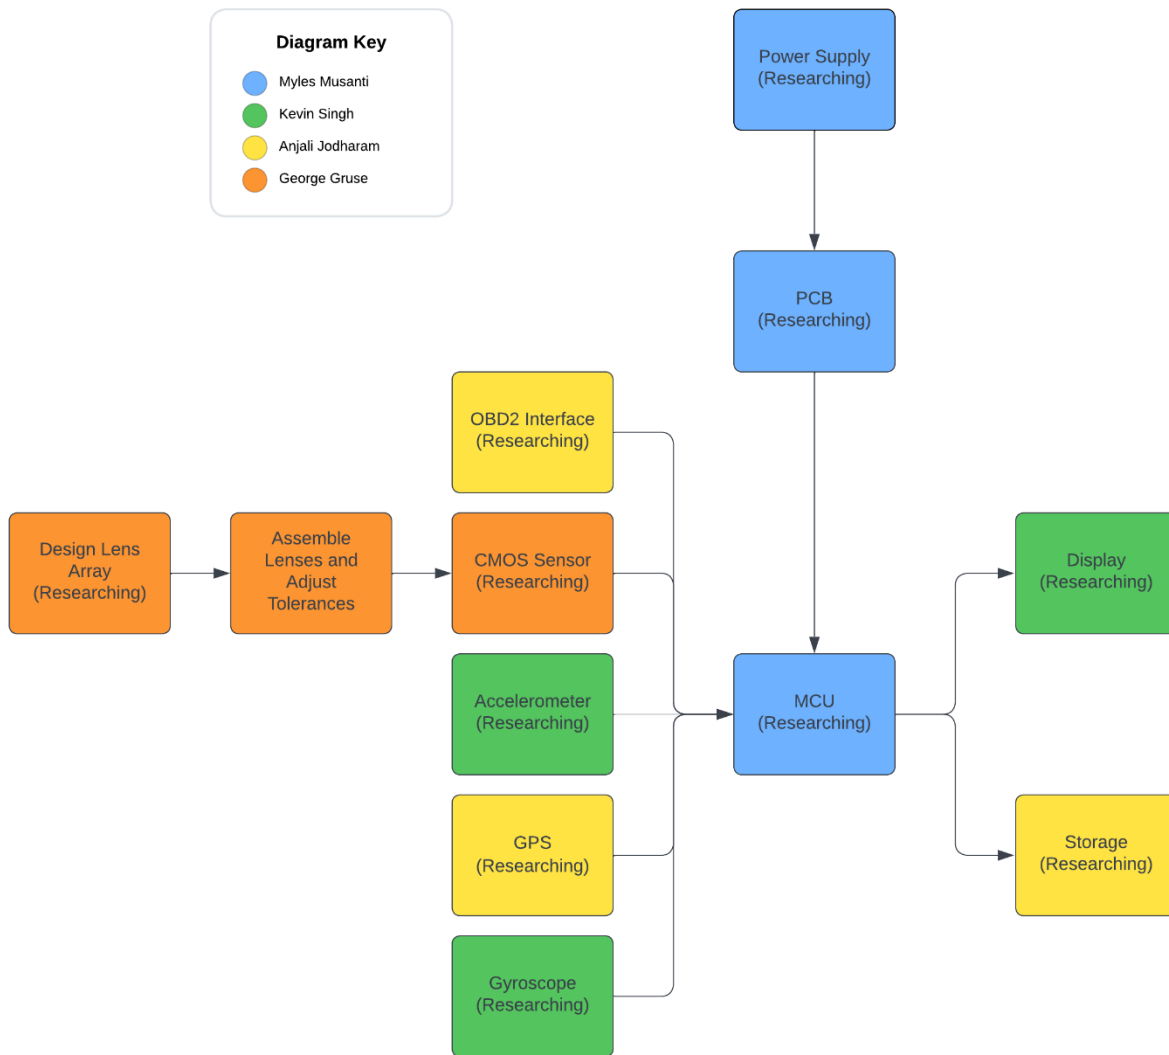 Diagram Key
Myles Musanti
Kevin Singh
Anjali Jodharam
George Gruse
Power Supply
(Researching)
PCB
(Researching)
OBD2 Interface
(Researching)
Design Lens
Array
(Researching)
Assemble
Lenses and
Adjust
Tolerances
CMOS Sensor
(Researching)
Display
(Researching)
Accelerometer
(Researching)
MCU
(Researching)
GPS
(Researching)
Storage
(Researching)
Gyroscope
(Researching)